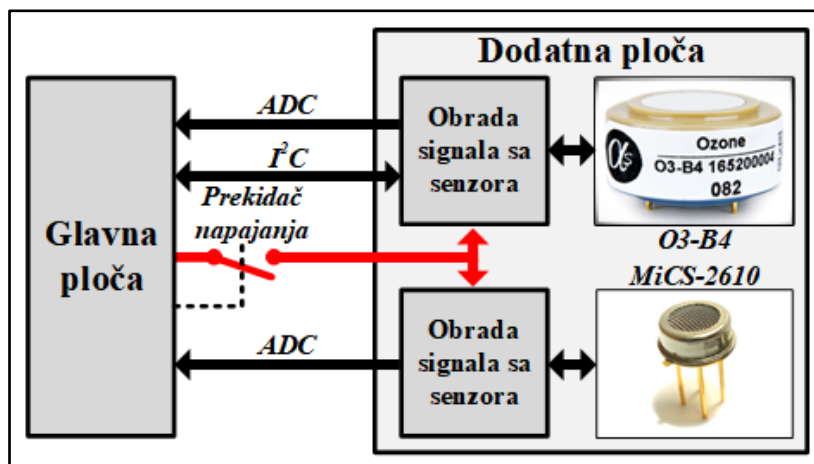 Dodatna ploča
Glavna
ploča
ADC
I²C
Prekidač
napajanja
ADC
Obrada
signala sa
senzora
Obrada
signala sa
senzora
Ozone
O3-B4 165200004
082
O3-B4
MiCS-2610